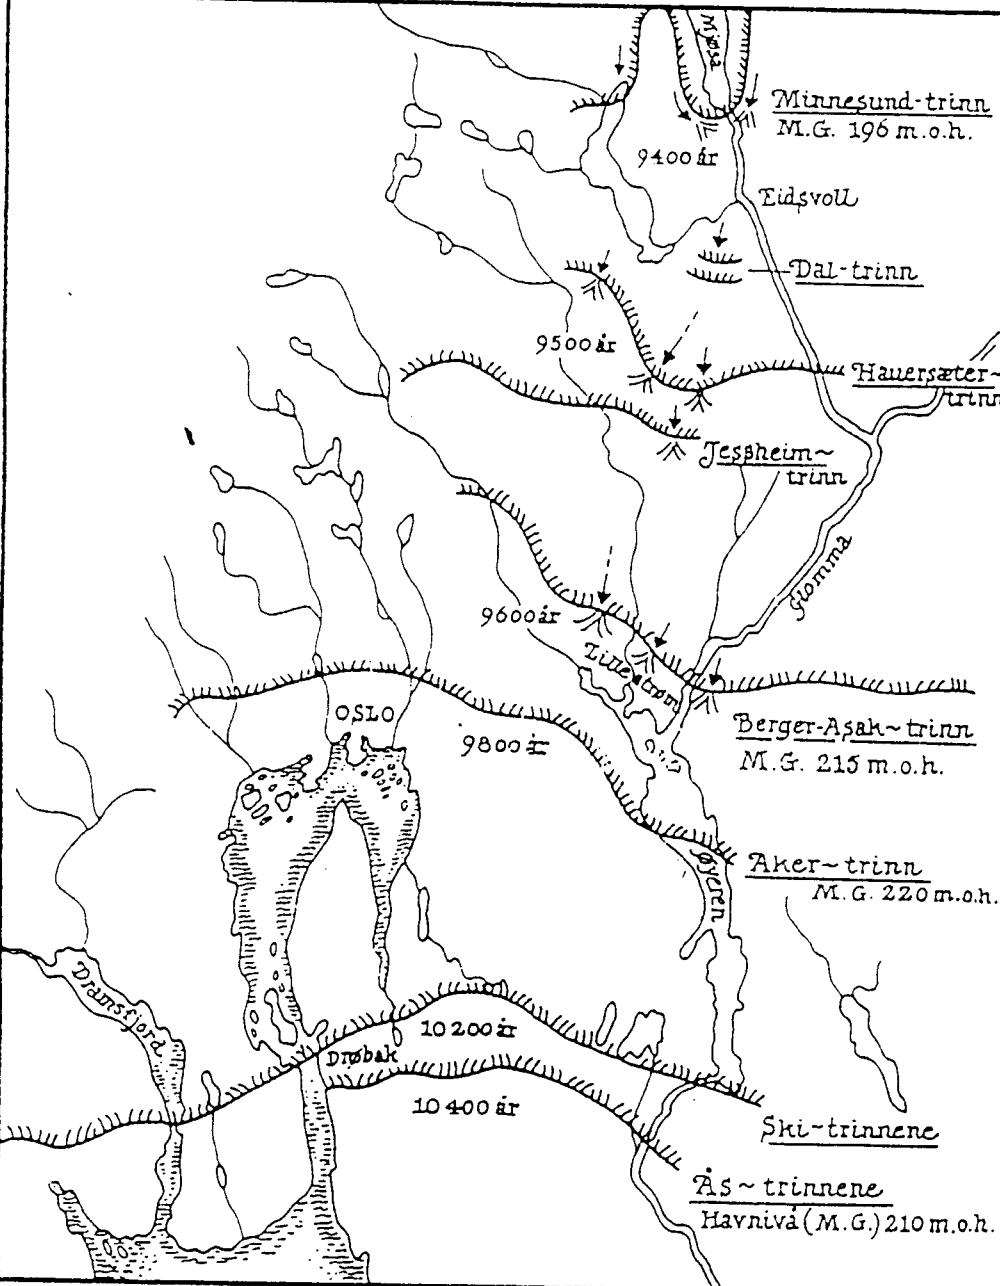 Mjøsa
Minnesund-trinn
M.G. 196 m.o.h.
9400 år
Eidsvoll
Dal-trinn
9500 år
Hauersæter~
trinn
Jessheim~
trinn
Glomma
9600 år
Lillestrøm
OSLO
9800 år
Berger-Asak~trinn
M.G. 215 m.o.h.
Øyeren
Aker~trinn
M.G. 220 m.o.h.
Dramsfjord
10 200 år
Drøbak
10 400 år
Ski~trinnene
Ås~trinnene
Havnivå (M.G.) 210 m.o.h.